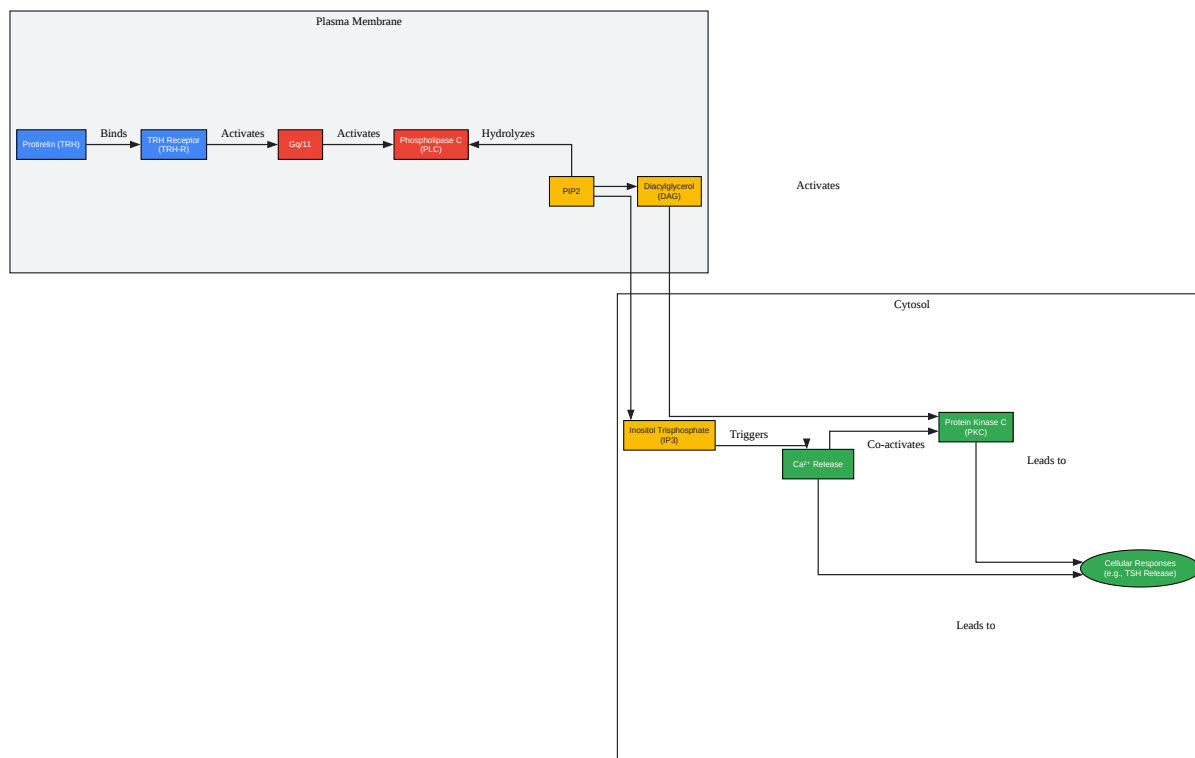 Plasma Membrane
Binds
Activates
Activates
Hydrolyzes
Protirelin (TRH)
TRH Receptor
(TRH-R)
Gq/11
Phospholipase C
(PLC)
PIP2
Diacylglycerol
(DAG)
Activates
Cytosol
Inositol Trisphosphate
(IP3)
Triggers
Ca²⁺ Release
Co-activates
Protein Kinase C
(PKC)
Leads to
Cellular Responses
(e.g., TSH Release)
Leads to